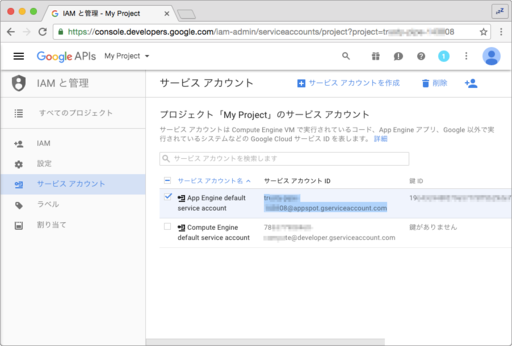 IAM と管理 - My Project
https://console.developers.google.com/iam-admin/serviceaccounts/project?project=
Google APIs
My Project
1
IAM と管理
すべてのプロジェクト
IAM
設定
サービス アカウント
ラベル
割り当て
サービス アカウント
サービス アカウントを作成
削除
プロジェクト「My Project」のサービス アカウント
サービス アカウントは Compute Engine VM で実行されているコード、App Engine アプリ、Google 以外で実
行されているシステムなどの Google Cloud サービス ID を表します。 詳細
サービス アカウントを検索します
サービス アカウント名 サービス アカウント ID 鍵 ID
App Engine default
service account
@appspot.gserviceaccount.com
Compute Engine 鍵がありません
default service account
@developer.gserviceaccount.com